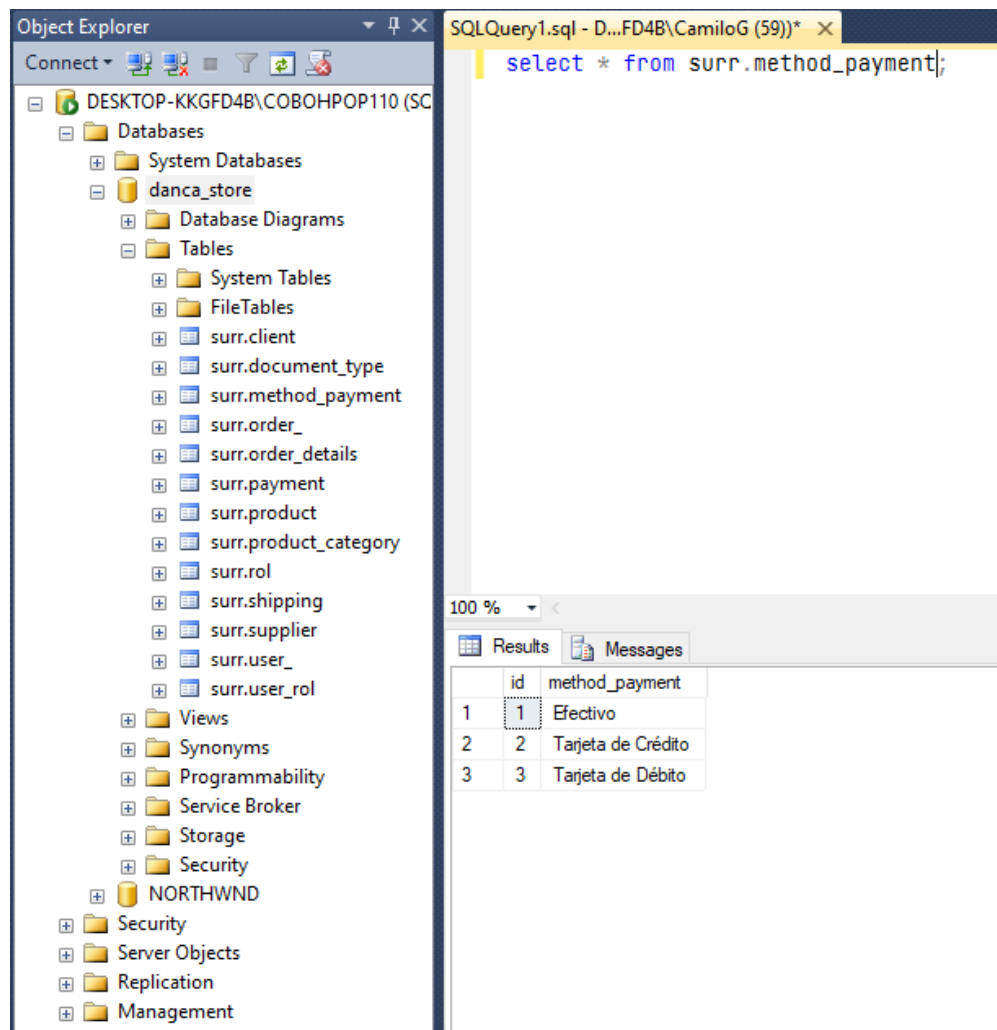 Object Explorer
Connect
DESKTOP-KKGFD4B\COBOHPOP110 (SC
Databases
System Databases
danca_store
Database Diagrams
Tables
System Tables
FileTables
surr.client
surr.document_type
surr.method_payment
surr.order_
surr.order_details
surr.payment
surr.product
surr.product_category
surr.rol
surr.shipping
surr.supplier
surr.user_
surr.user_rol
Views
Synonyms
Programmability
Service Broker
Storage
Security
NORTHWND
Security
Server Objects
Replication
Management
SQLQuery1.sql - D...FD4B\CamiloG (59))*
select * from surr.method_payment;
100 %
Results Messages
id method_payment
1 1 Efectivo
2 2 Tarjeta de Crédito
3 3 Tarjeta de Débito